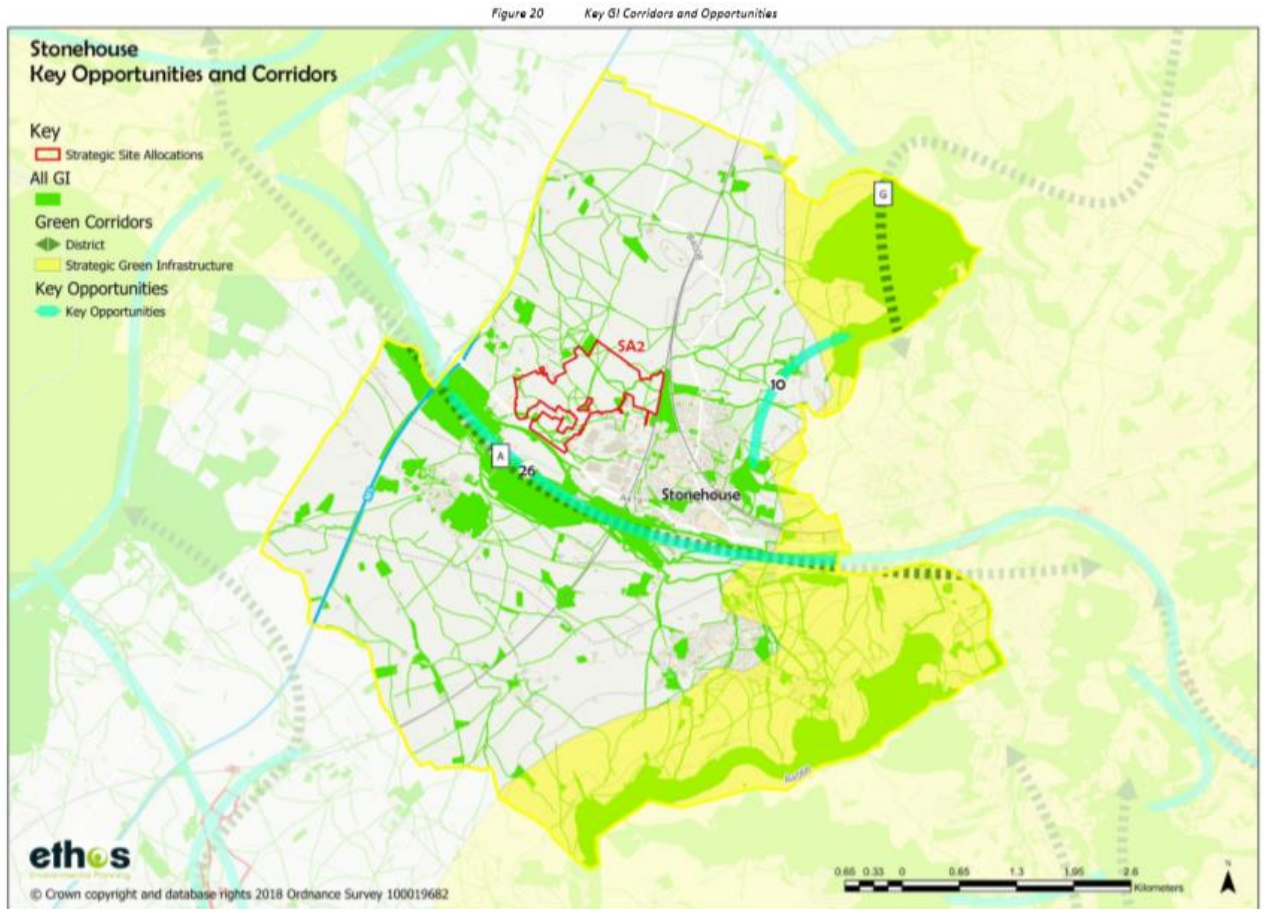 Figure 20 Key GI Corridors and Opportunities
Stonehouse
Key Opportunities and Corridors
Key
Strategic Site Allocations
All GI
Green Corridors
District
Strategic Green Infrastructure
Key Opportunities
Key Opportunities
G
SA2
10
A
26
Stonehouse
ethos
Environmental Planning
© Crown copyright and database rights 2018 Ordnance Survey 100019682
0.65 0.33 0 0.65 1.3 1.95 2.6
Kilometers
N